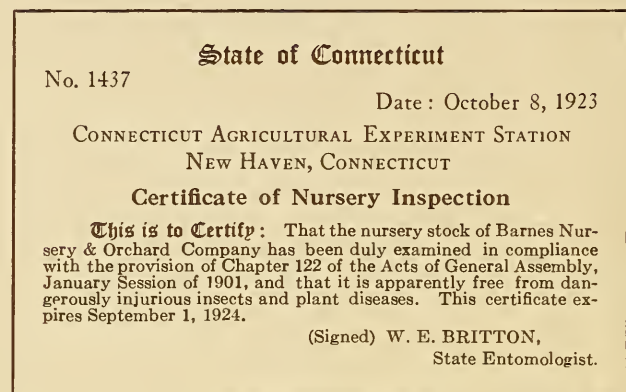 State of Connecticut
No. 1437
Date: October 8, 1923
CONNECTICUT AGRICULTURAL EXPERIMENT STATION
NEW HAVEN, CONNECTICUT
Certificate of Nursery Inspection
This is to Certify: That the nursery stock of Barnes Nur-
sery & Orchard Company has been duly examined in compliance
with the provision of Chapter 122 of the Acts of General Assembly,
January Session of 1901, and that it is apparently free from dan-
gerously injurious insects and plant diseases. This certificate ex-
pires September 1, 1924.
(Signed) W. E. BRITTON,
State Entomologist.